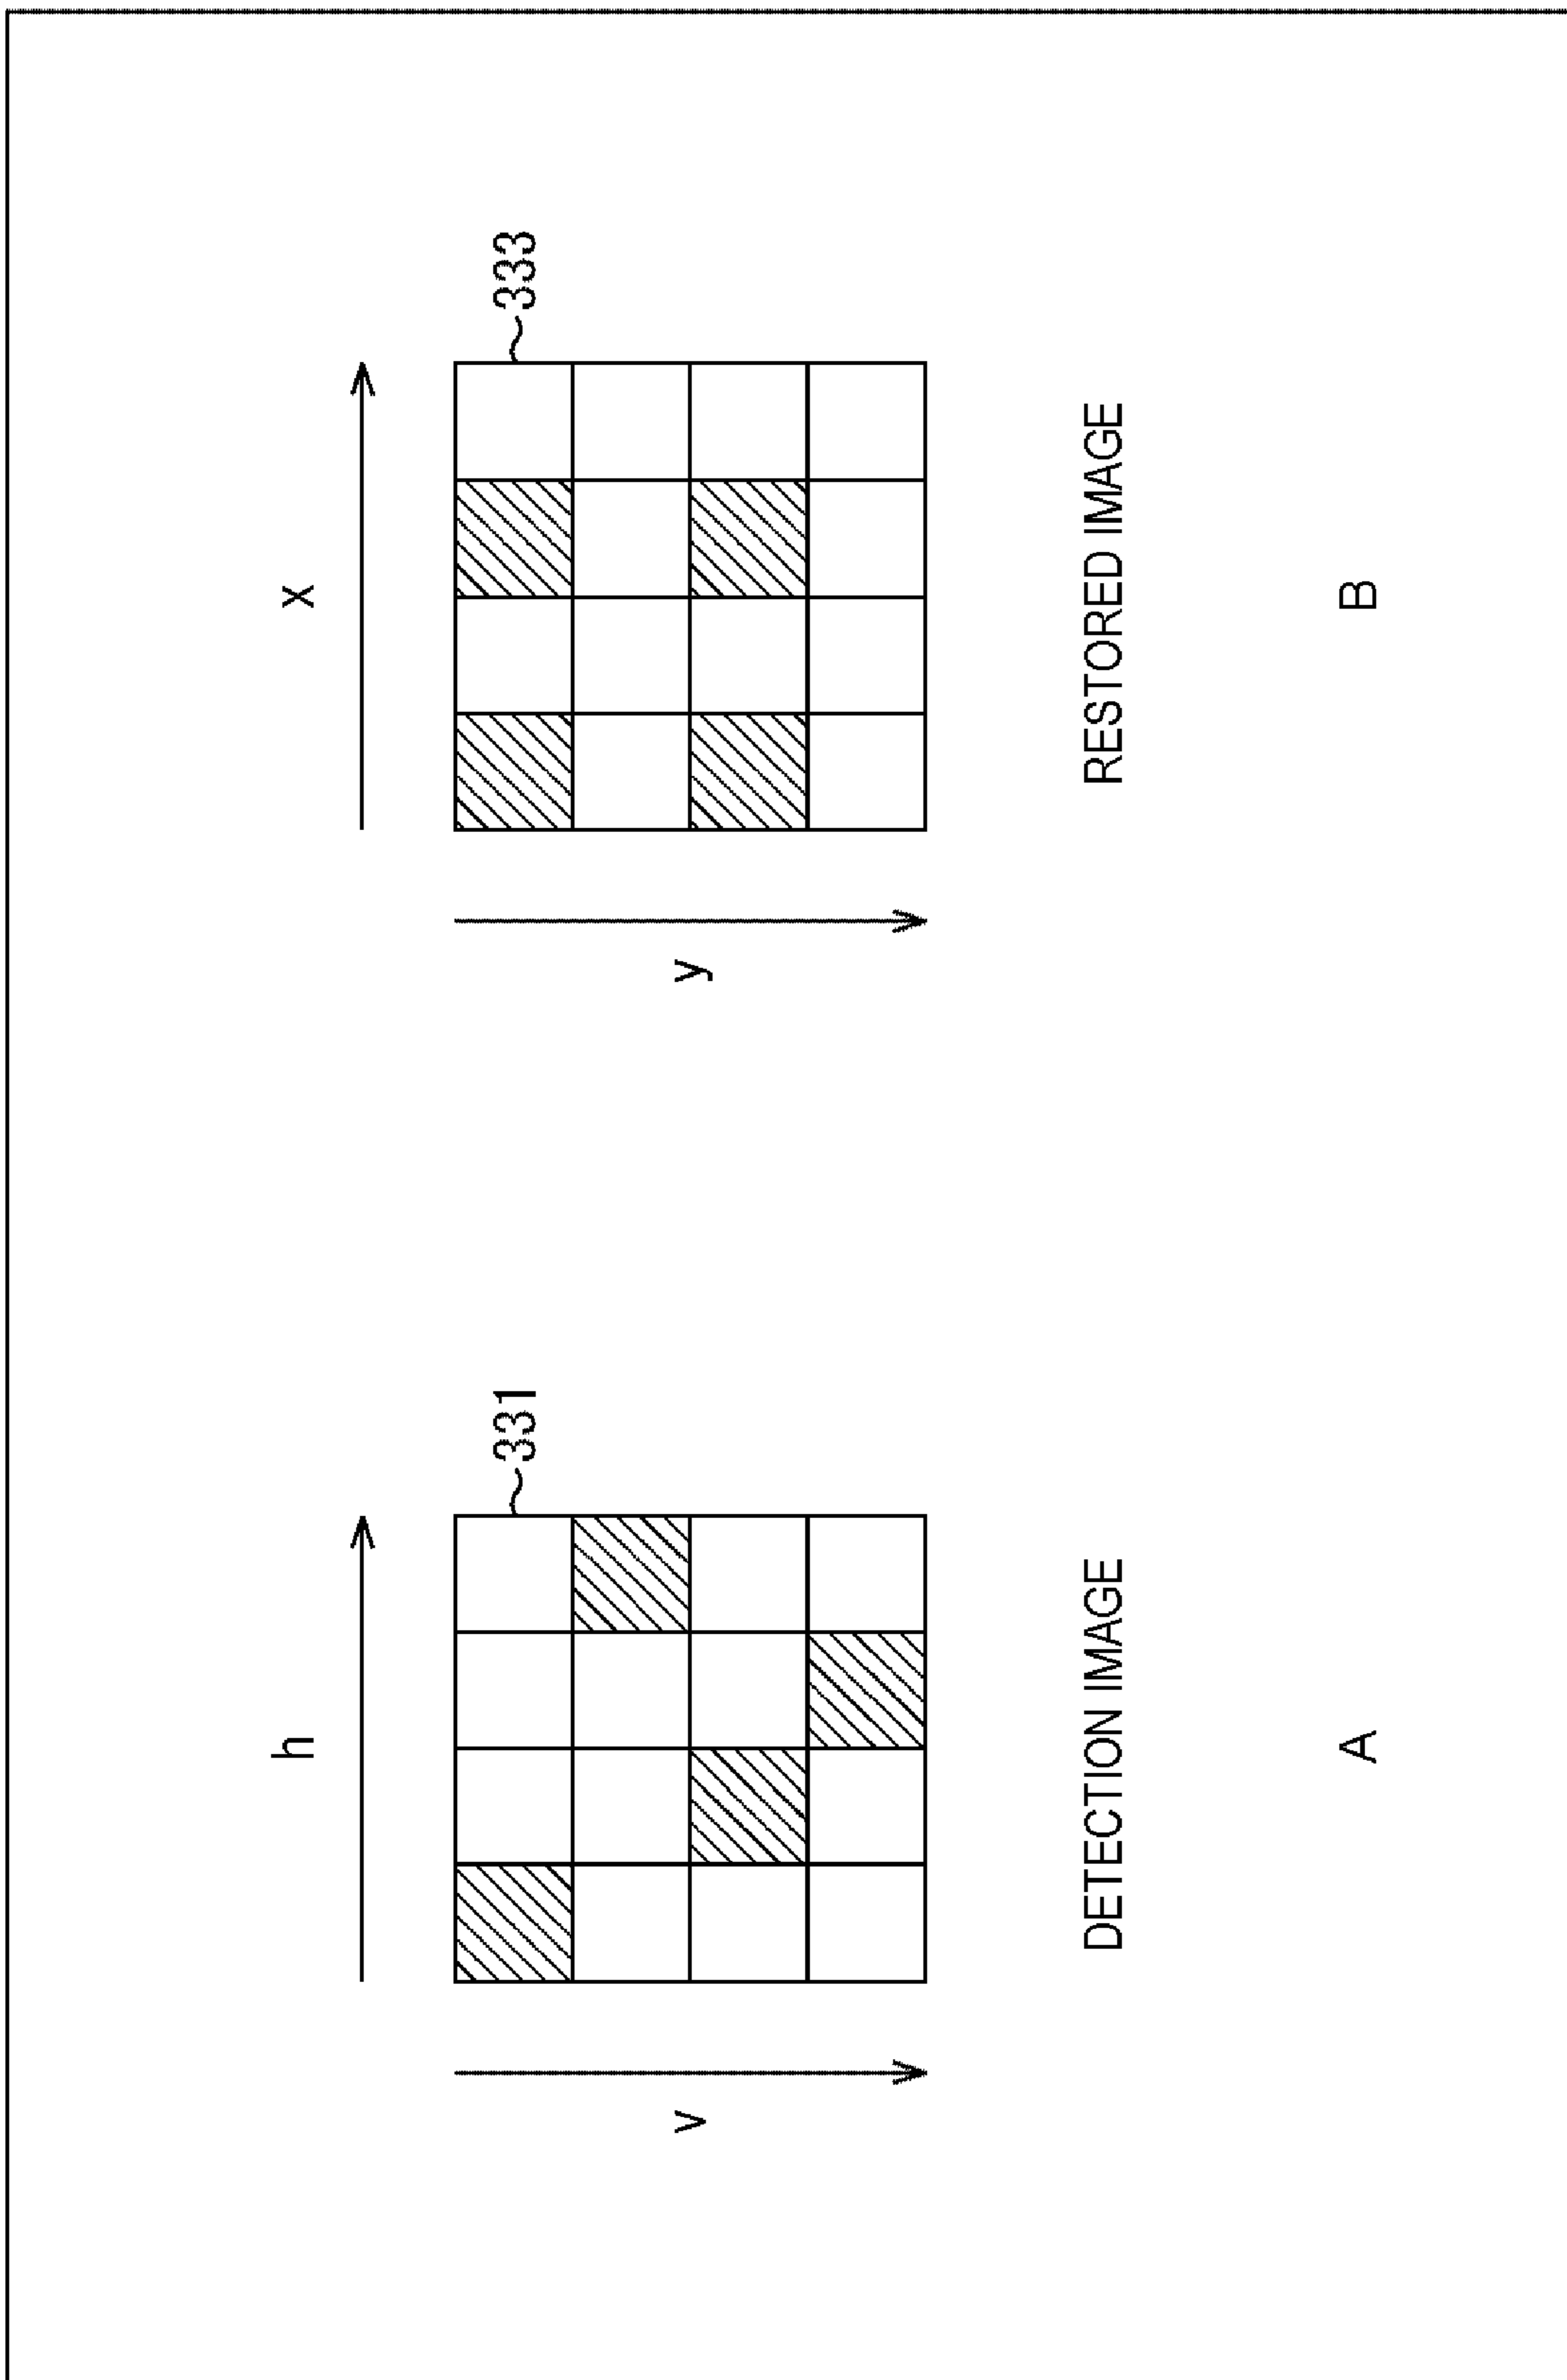 h
331
v
DETECTION IMAGE
A
x
333
y
RESTORED IMAGE
B